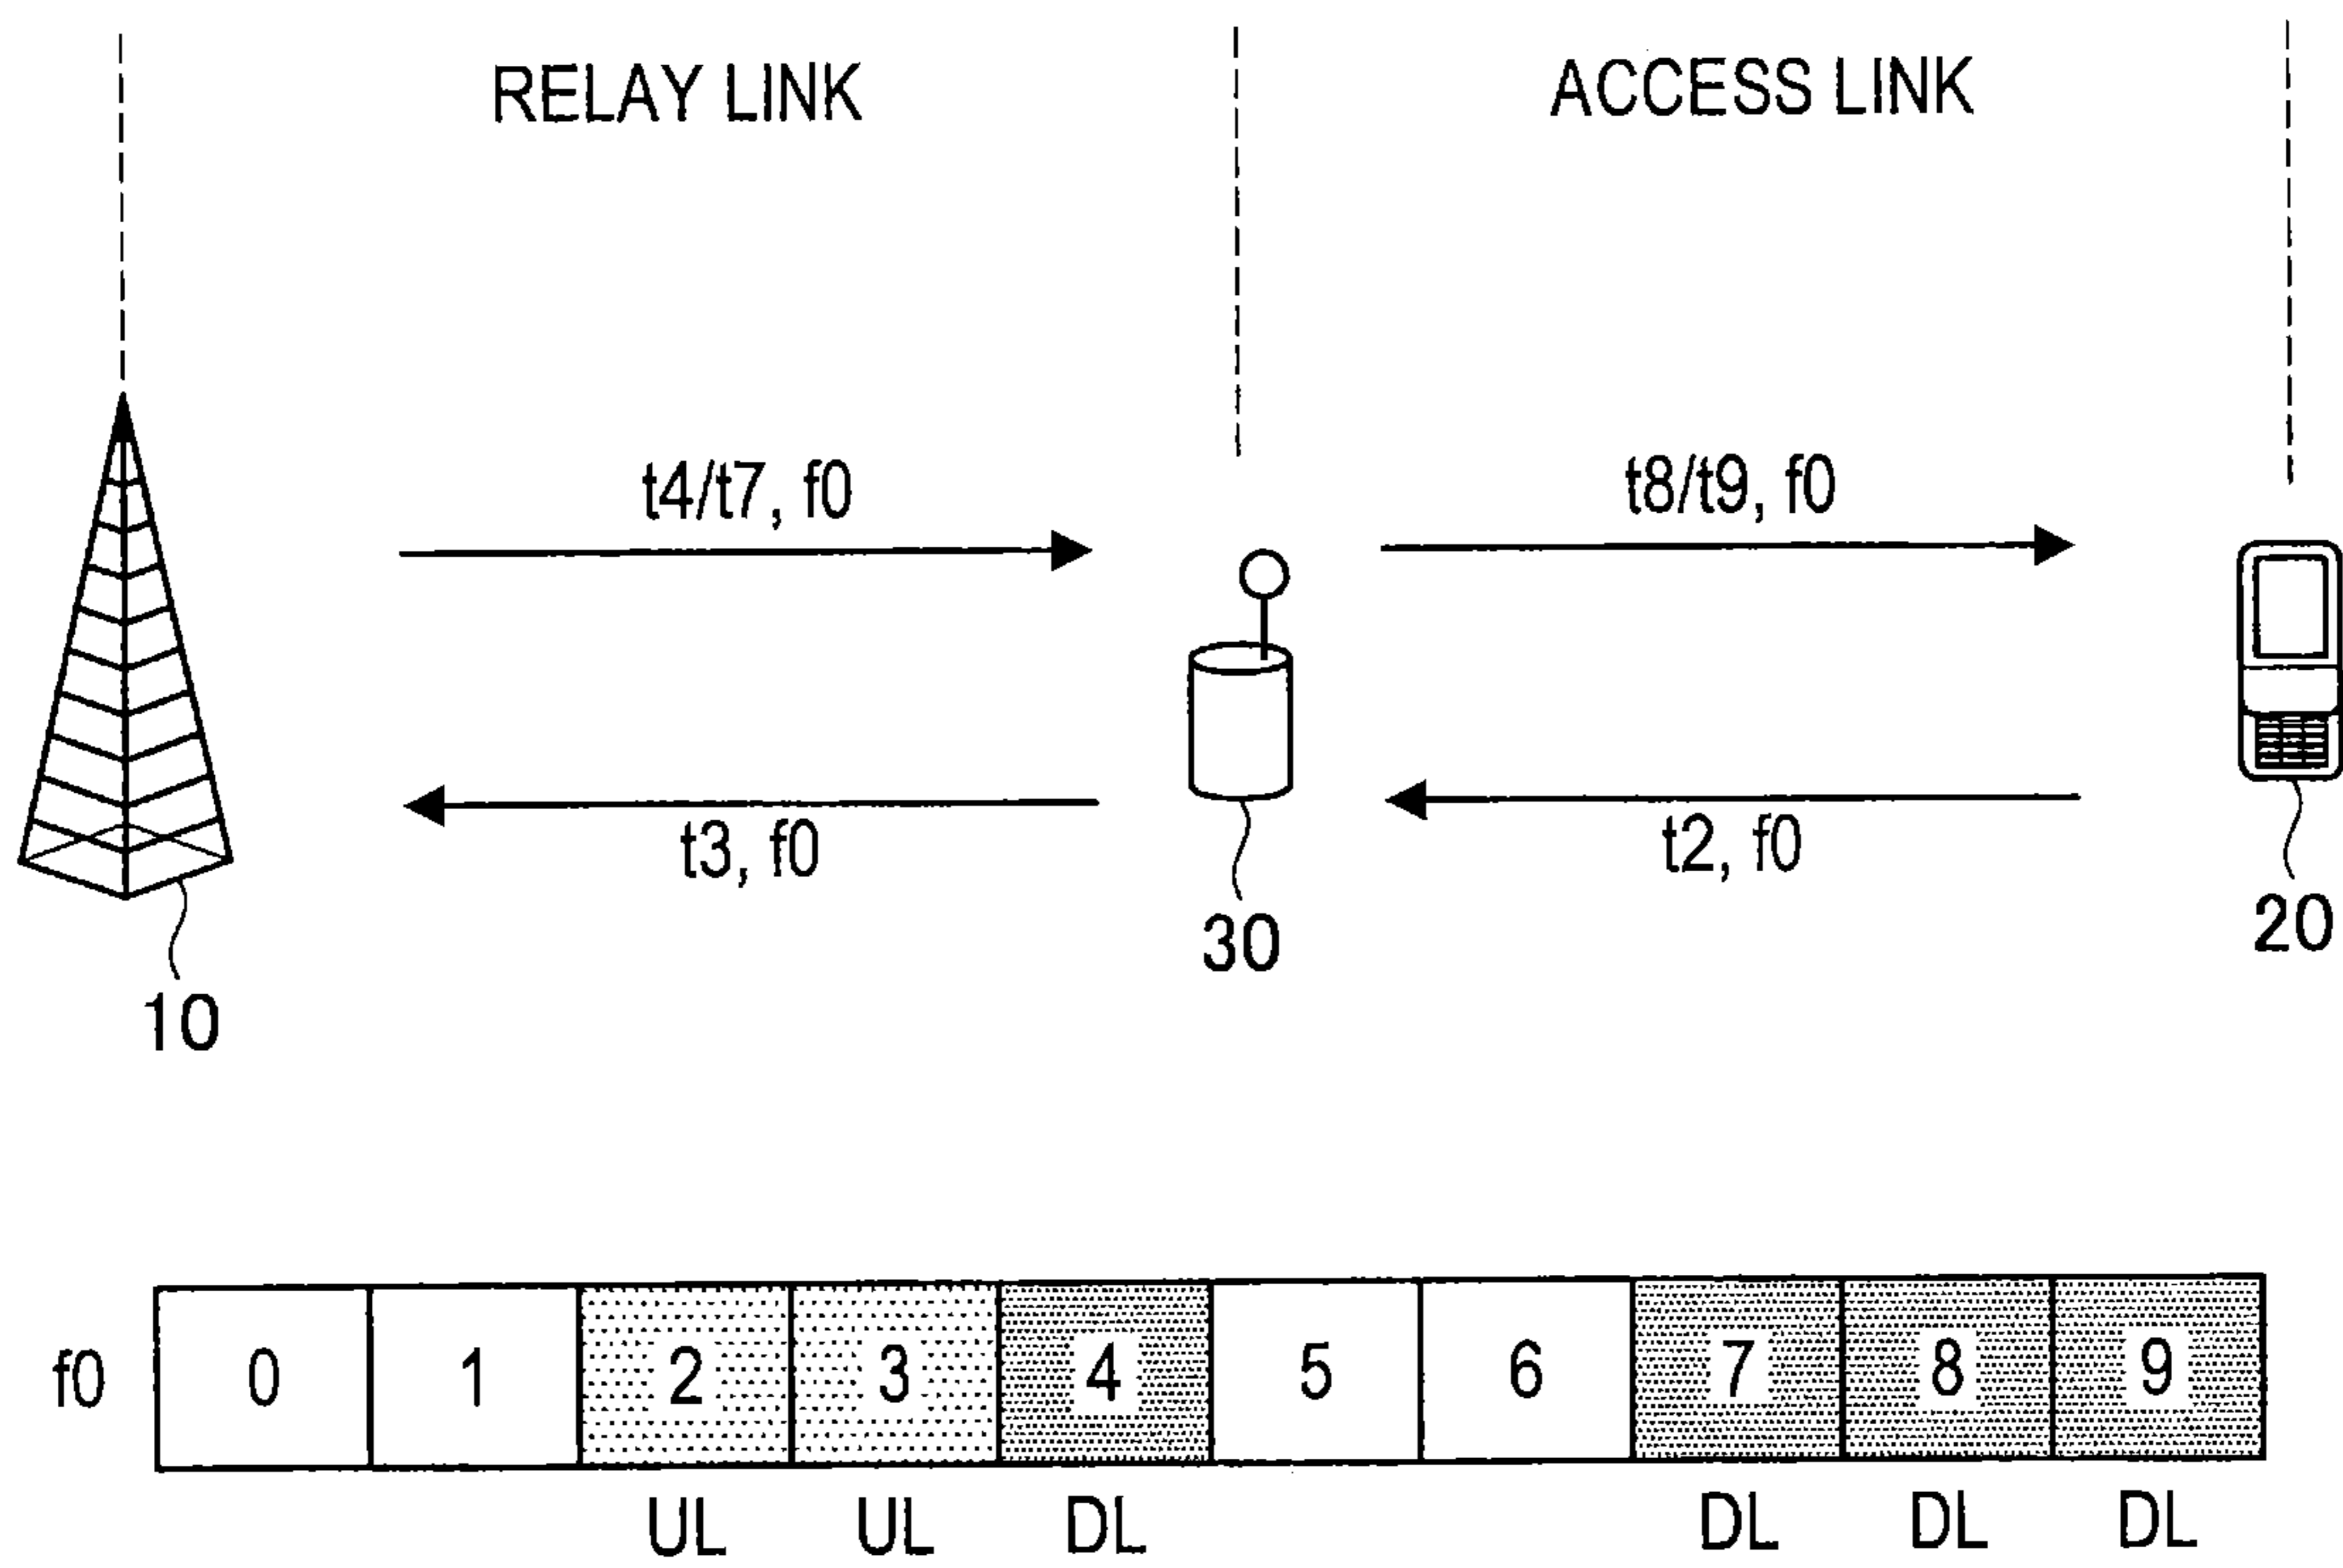 RELAY LINK ACCESS LINK
t4/t7, f0 t8/t9, f0
t3, f0 t2, f0
10 30 20
f0 0 1 2 3 4 5 6 7 8 9
UL UL DL DL DL DL